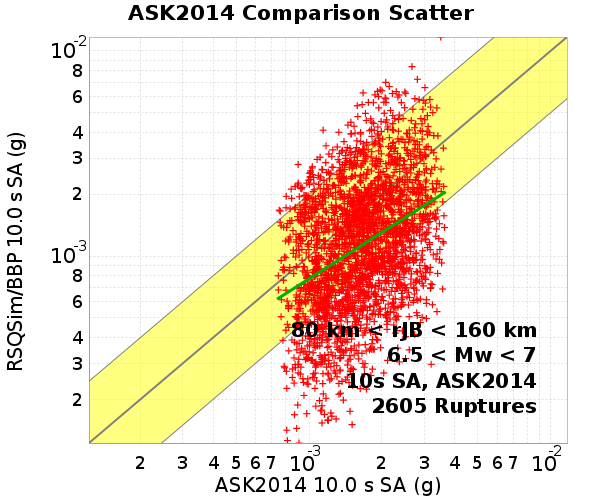 ASK2014 Comparison Scatter
RSQSim/BBP 10.0 s SA (g)
10-2
8
6
4
3
2
10-3
8
6
4
3
2
80 km < rJB < 160 km
6.5 < Mw < 7
10s SA, ASK2014
2605 Ruptures
2 3 4 5 6 7 10-3 2 3 4 5 6 7 10-2
ASK2014 10.0 s SA (g)